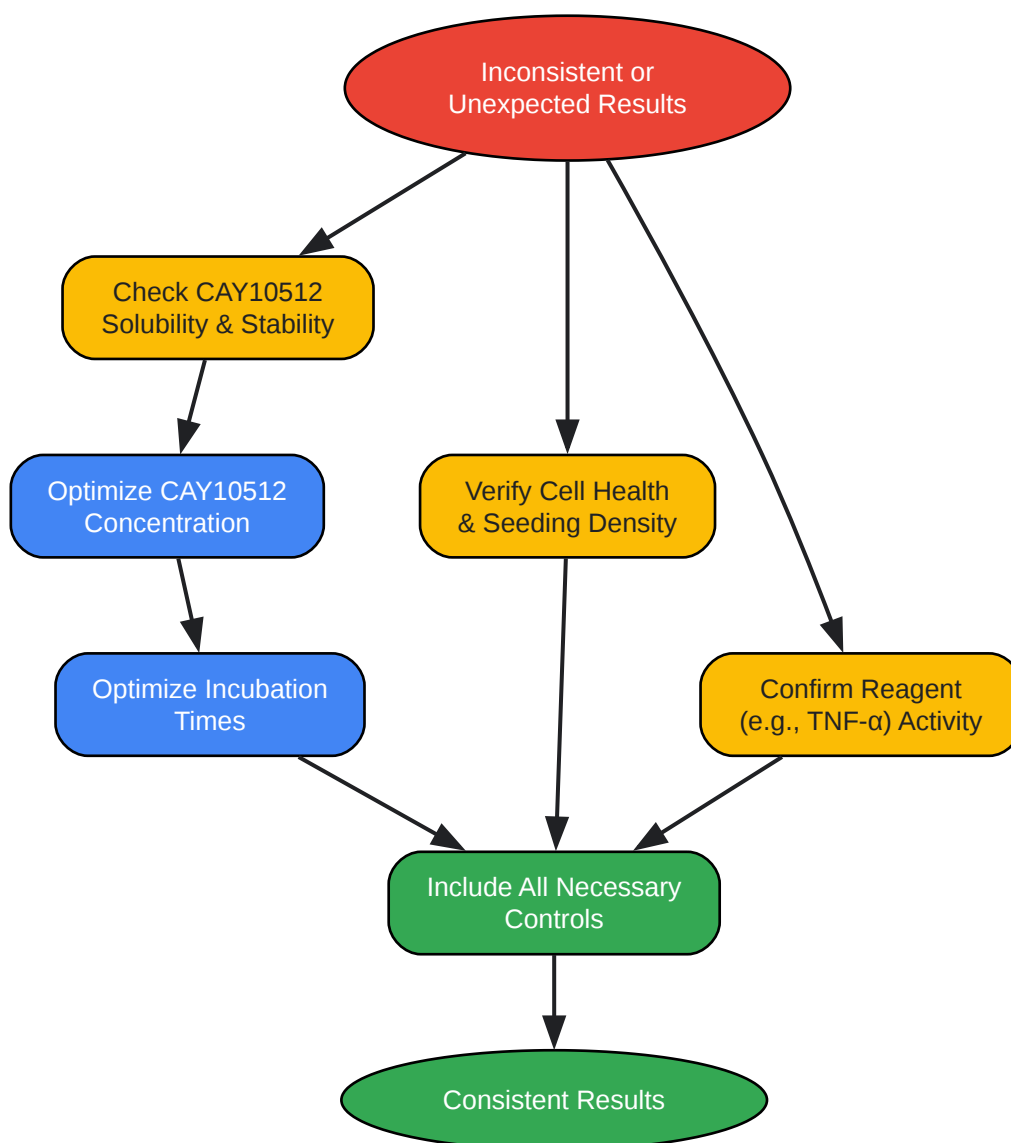 Inconsistent or
Unexpected Results
Check CAY10512
Solubility & Stability
Optimize CAY10512
Concentration
Verify Cell Health
& Seeding Density
Optimize Incubation
Times
Confirm Reagent
(e.g., TNF-α) Activity
Include All Necessary
Controls
Consistent Results